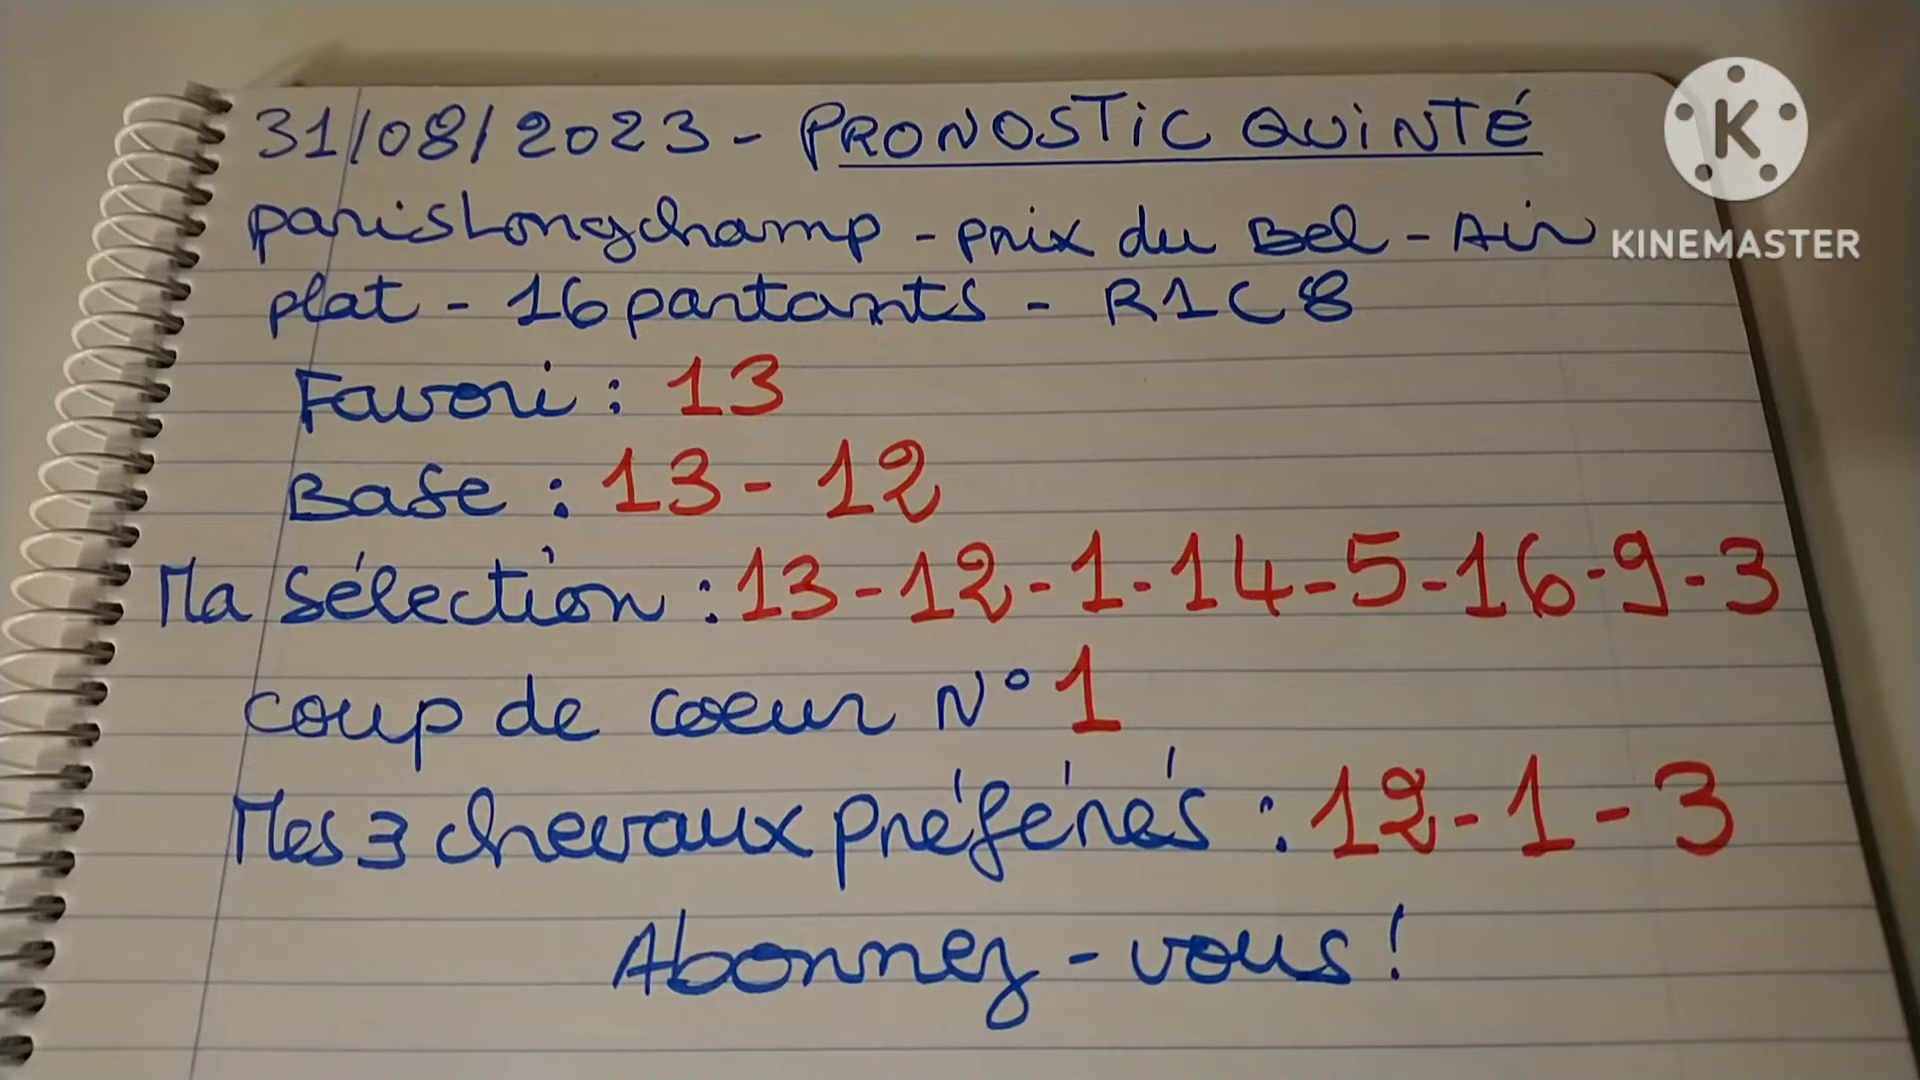 31/08/2023 - PRONOSTIC QUINTÉ
parisLongchamp - prix du Bel - Air
plat - 16 partants - R1C8
Favori : 13
Base : 13 - 12
Ma sélection : 13 - 12 - 1 - 14 - 5 - 16 - 9 - 3
coup de coeur N° 1
Mes 3 chevaux préférés : 12 - 1 - 3
Abonnez - vous !
K
KINEMASTER